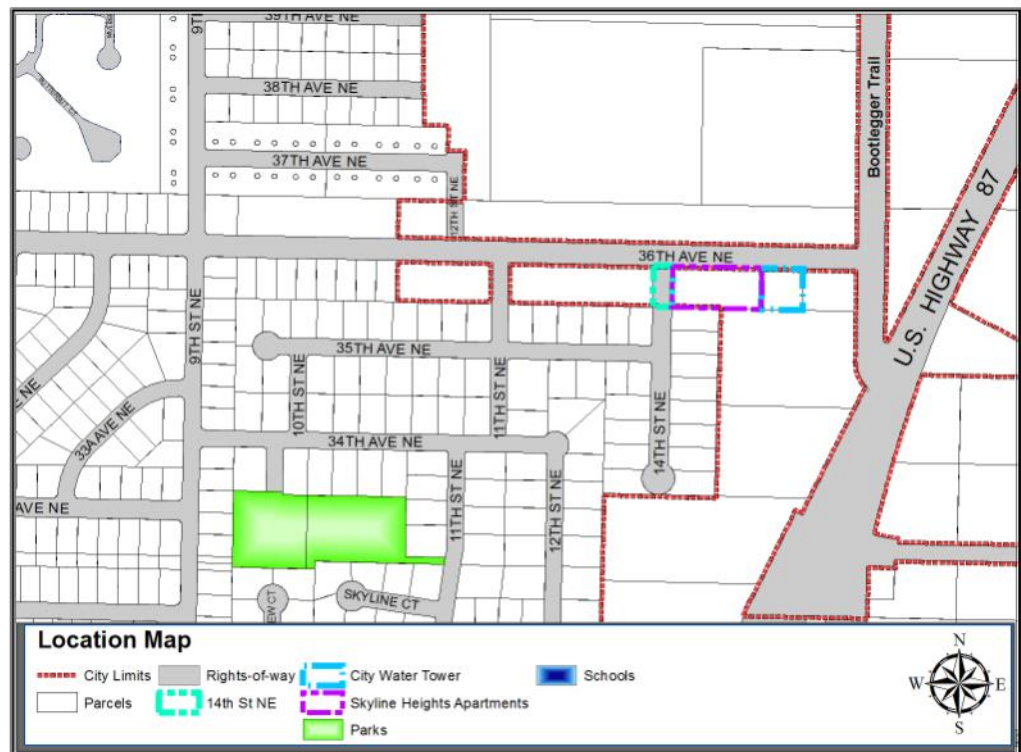 39TH AVE NE
9TH
38TH AVE NE
37TH AVE NE
12TH ST NE
Bootlegger Trail
U.S. HIGHWAY 87
36TH AVE NE
9TH ST NE
35TH AVE NE
10TH ST NE
11TH ST NE
14TH ST NE
33A AVE NE
E NE
34TH AVE NE
AVE NE
11TH ST NE
12TH ST NE
EW CT
SKYLINE CT
Location Map
City Limits
Rights-of-way
City Water Tower
Schools
Parcels
14th St NE
Skyline Heights Apartments
Parks
N
W E
S